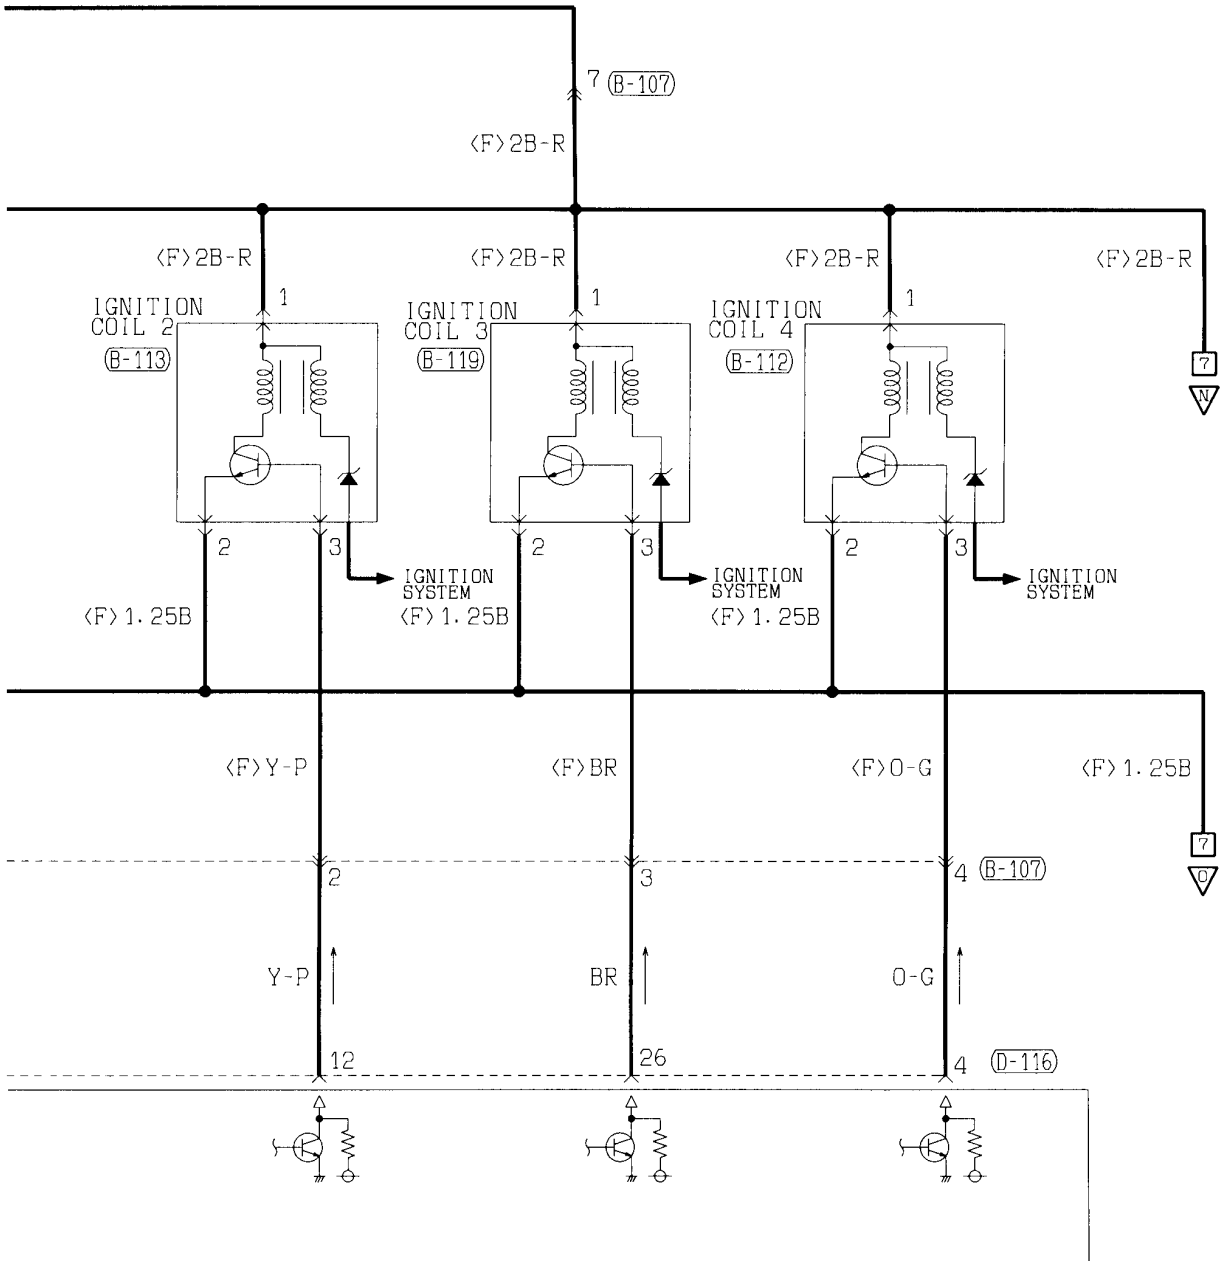 7 (B-107)
〈F〉2B-R
〈F〉2B-R 〈F〉2B-R 〈F〉2B-R 〈F〉2B-R
1 1 1
IGNITION
COIL 2
(B-113)
IGNITION
COIL 3
(B-119)
IGNITION
COIL 4
(B-112)
7
N
2 3 2 3 2 3
IGNITION
SYSTEM
IGNITION
SYSTEM
IGNITION
SYSTEM
〈F〉1.25B 〈F〉1.25B 〈F〉1.25B
〈F〉Y-P 〈F〉BR 〈F〉O-G 〈F〉1.25B
7
O
2 3 4 (B-107)
Y-P BR O-G
12 26 4 (D-116)